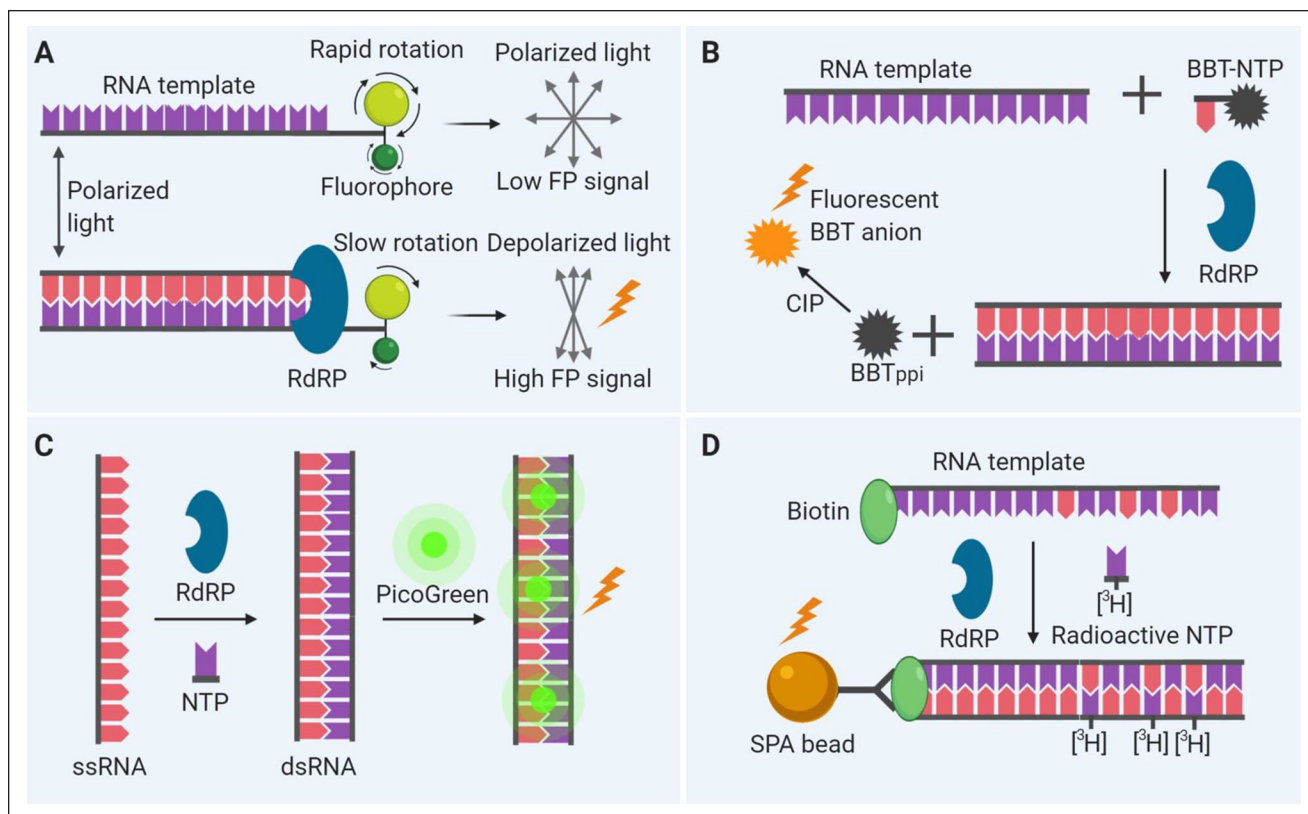 A
Rapid rotation
Polarized light
RNA template
Fluorophore
Low FP signal
Polarized
light
Slow rotation
Depolarized light
RdRP
High FP signal
B
RNA template
BBT-NTP
Fluorescent
BBT anion
RdRP
CIP
BBTppi
C
RdRP
PicoGreen
NTP
ssRNA
dsRNA
D
RNA template
Biotin
[³H]
RdRP
Radioactive NTP
SPA bead
[³H]
[³H]
[³H]